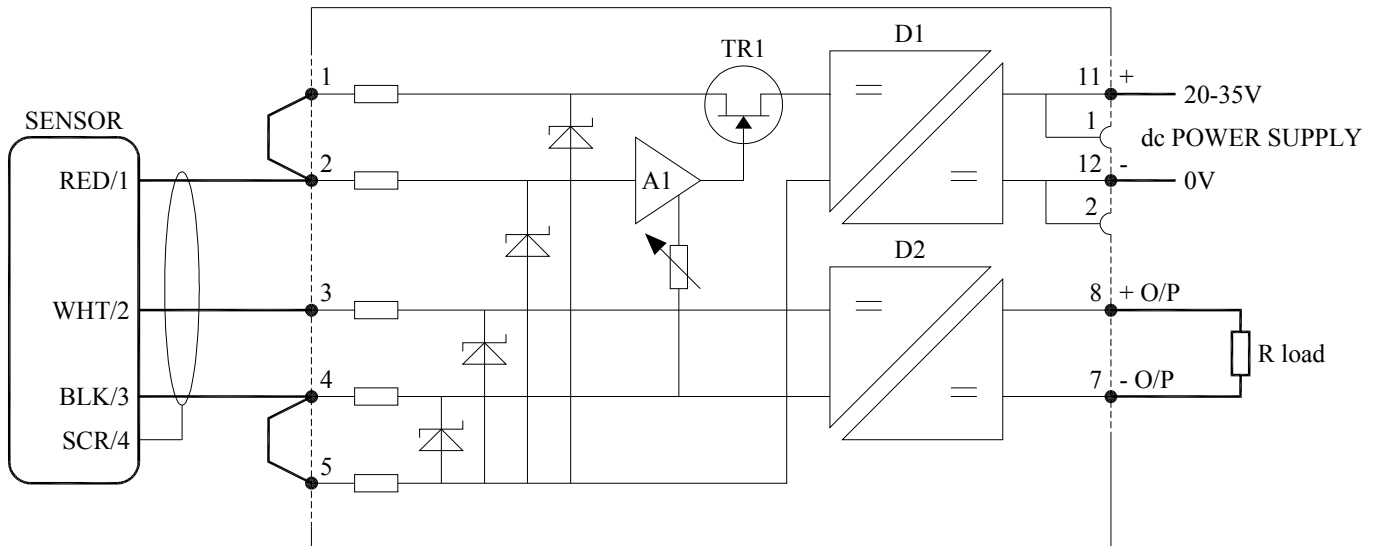 SENSOR
RED/1
WHT/2
BLK/3
SCR/4
1
2
3
4
5
A1
TR1
D1
D2
11 +
20-35V
1
dc POWER SUPPLY
12 -
0V
2
8 + O/P
R load
7 - O/P